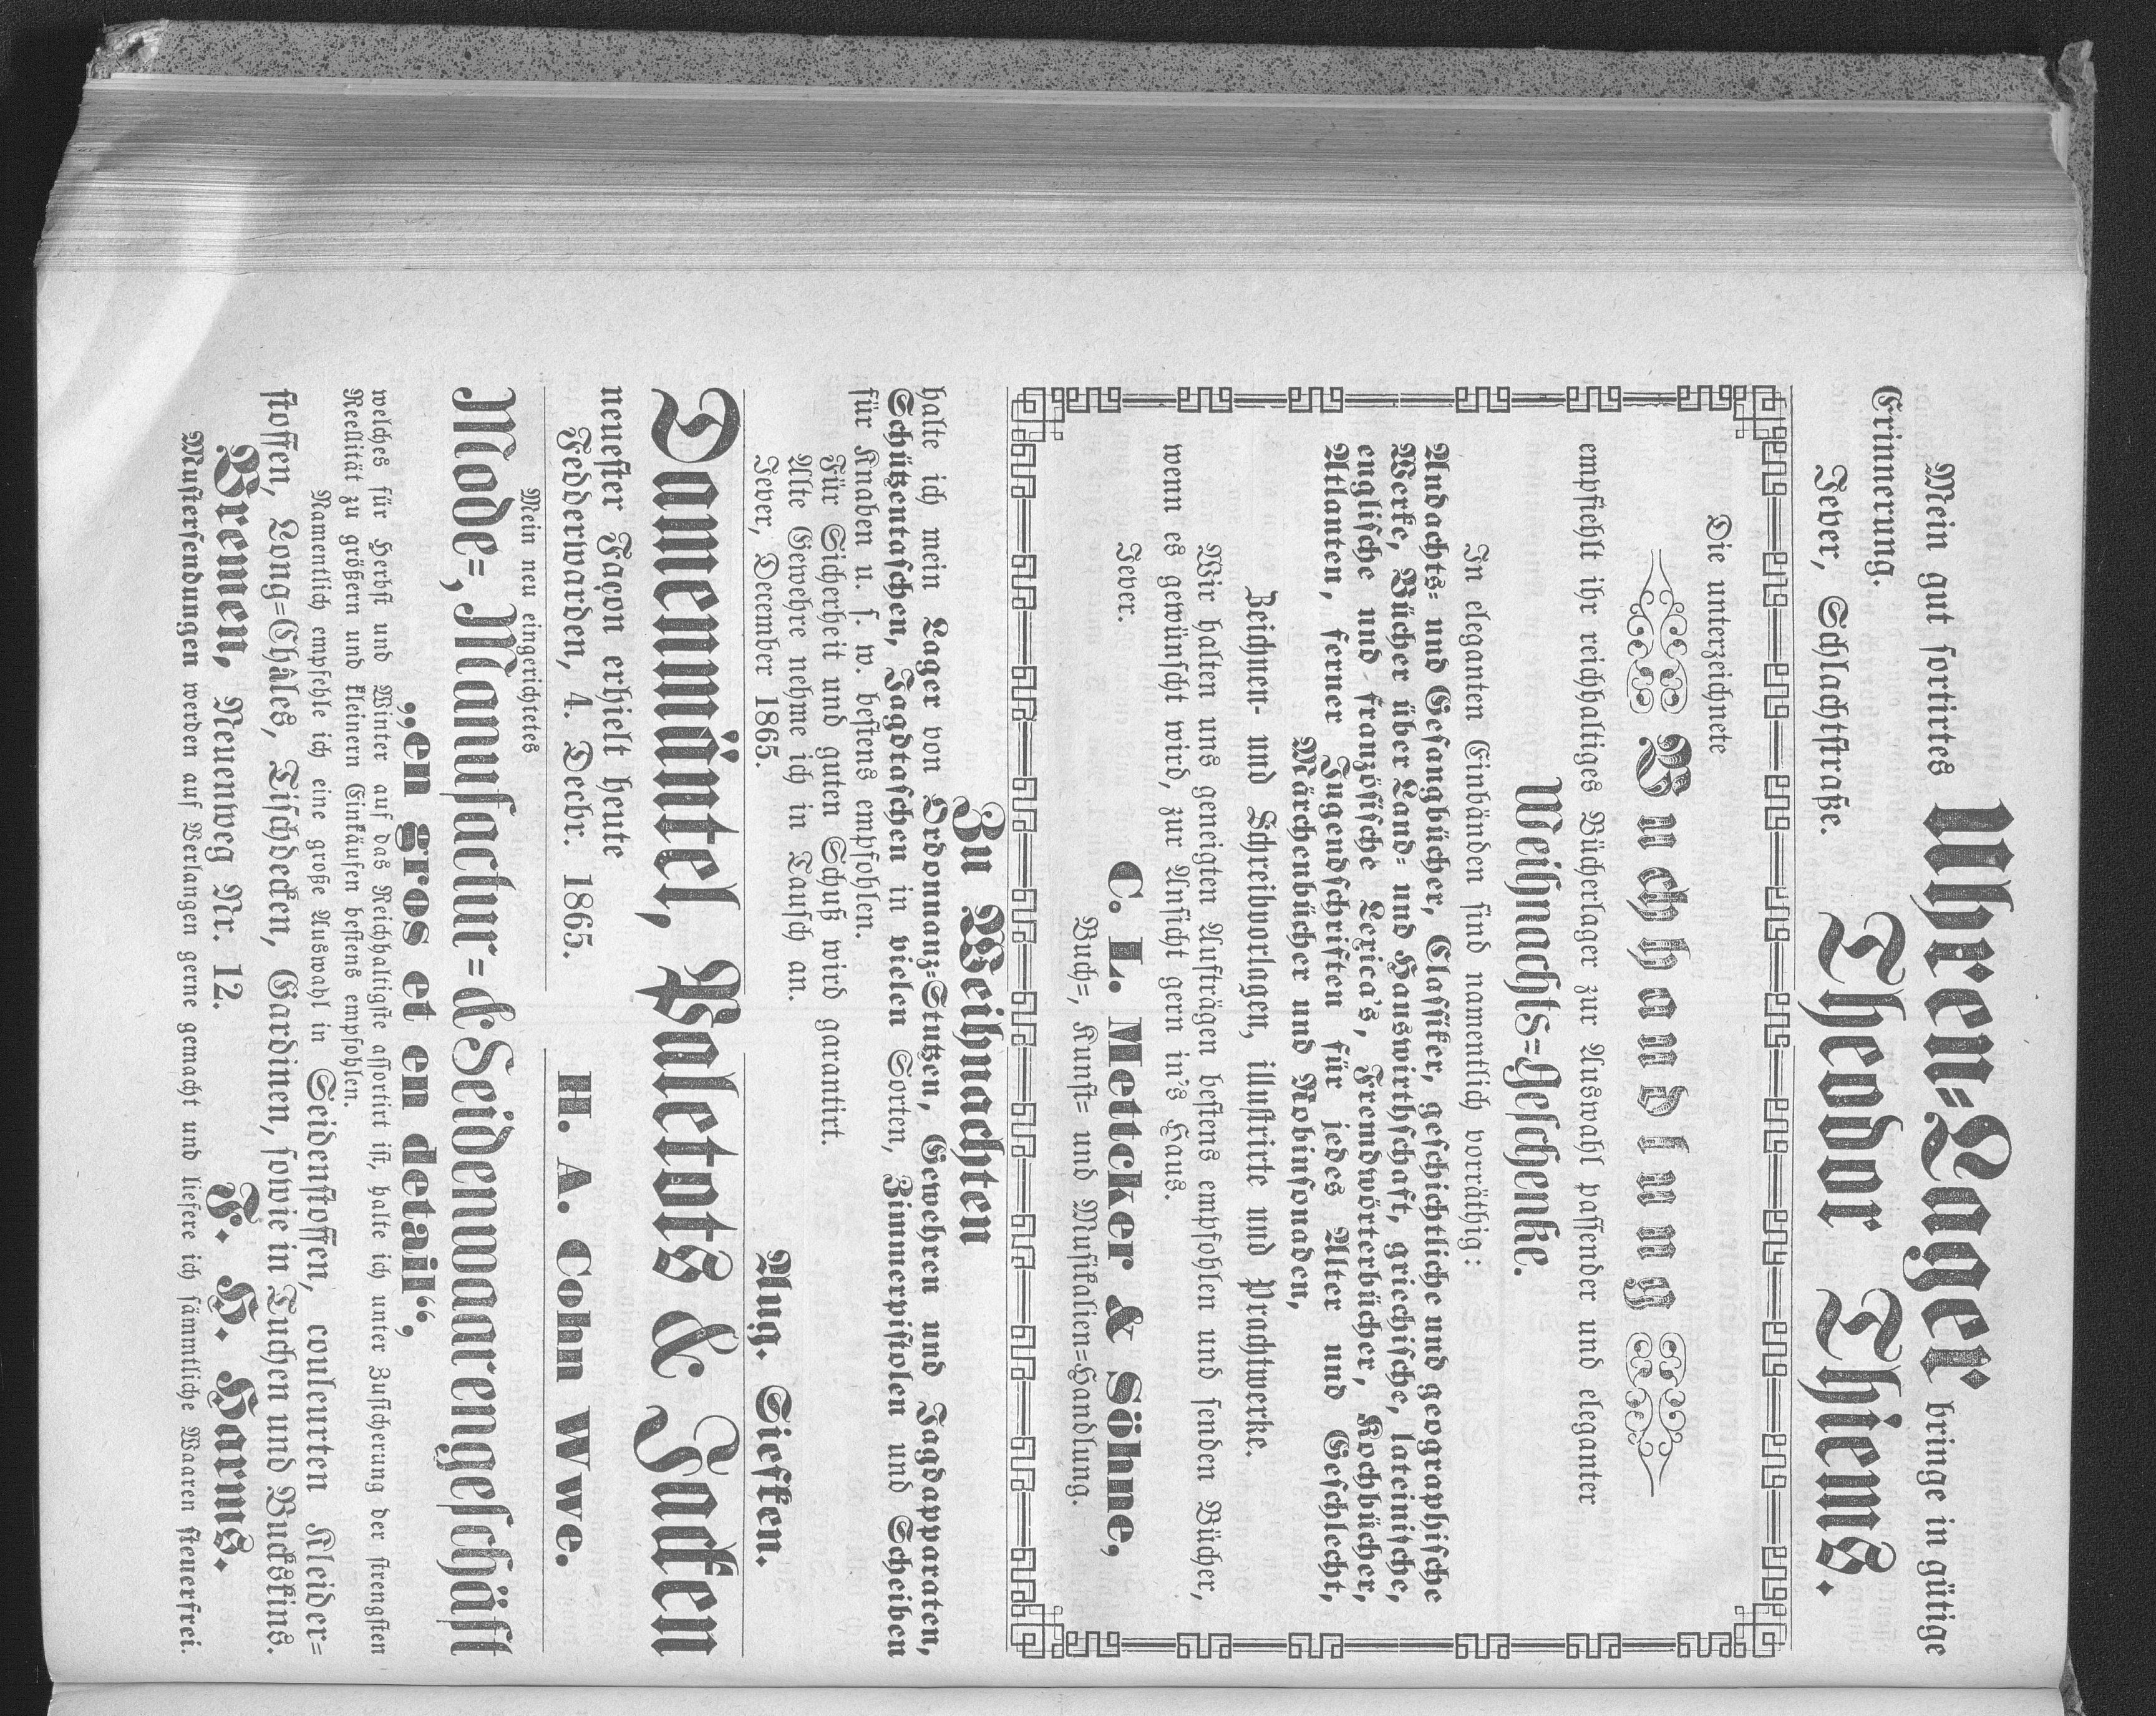 Mein gut sortirtes Uhren=Lager bringe in gütige
Erinnerung.
Jever, Schlachtstraße. Theodor Thiems.
Die unterzeichnete
Buchhandlung
empfiehlt ihr reichhaltiges Bücherlager zur Auswahl passender und eleganter
Weihnachts=Geschenke.
In eleganten Einbänden sind namentlich vorräthig:
Andachts= und Gesangbücher, Classiker, geschichtliche und geographische
Werke, Bücher über Land= und Hauswirthschaft, griechische, lateinische,
englische und französische Lexica's, Fremdwörterbücher, Kochbücher,
Atlanten, ferner Jugendschriften für jedes Alter und Geschlecht,
Märchenbücher und Robinsonaden,
Zeichnen- und Schreibvorlagen, illustrirte und Prachtwerke.
Wir halten uns geneigten Aufträgen bestens empfohlen und senden Bücher,
wenn es gewünscht wird, zur Ansicht gern in's Haus.
Jever. C. L. Mettcker & Söhne,
Buch=, Kunst= und Musikalien=Handlung.
Zu Weihnachten
halte ich mein Lager von Ordonnanz=Stutzen, Gewehren und Jagdapparaten,
Schützentaschen, Jagdtaschen in vielen Sorten, Zimmerpistolen und Scheiben
für Knaben u. s. w. bestens empfohlen.
Für Sicherheit und guten Schuß wird garantirt.
Alte Gewehre nehme ich in Tausch an.
Jever, December 1865. Aug. Siefken.
Damenmäntel, Paletots & Jacken
neuester Façon erhielt heute
Fedderwarden, 4. Decbr. 1865. H. A. Cohn Wwe.
Mein neu eingerichtetes
Mode=, Manufactur= & Seidenwaarengeschäft
„en gros et en detail“,
welches für Herbst und Winter auf das Reichhaltigste assortirt ist, halte ich unter Zusicherung der strengsten
Reellität zu größern und kleinern Einkäufen bestens empfohlen.
Namentlich empfehle ich eine große Auswahl in Seidenstoffen, couleurten Kleider=
stoffen, Long=Châles, Tischdecken, Gardinen, sowie in Tuchen und Buckskins.
Bremen, Neuenweg Nr. 12. F. H. Harms.
Mustersendungen werden auf Verlangen gerne gemacht und liefere ich sämmtliche Waaren steuerfrei.